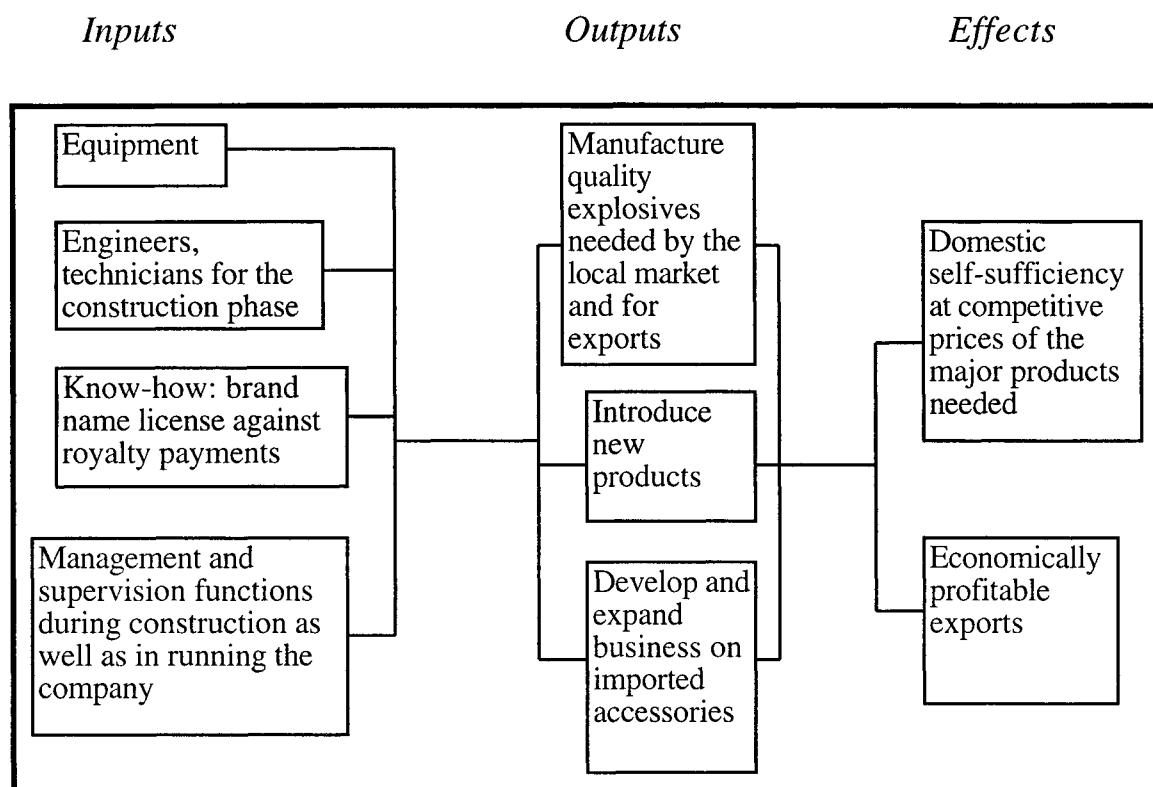 Inputs
Outputs
Effects
Equipment
Engineers,
technicians for the
construction phase
Know-how: brand
name license against
royalty payments
Management and
supervision functions
during construction as
well as in running the
company
Manufacture
quality
explosives
needed by the
local market
and for
exports
Introduce
new
products
Develop and
expand
business on
imported
accessories
Domestic
self-sufficiency
at competitive
prices of the
major products
needed
Economically
profitable
exports